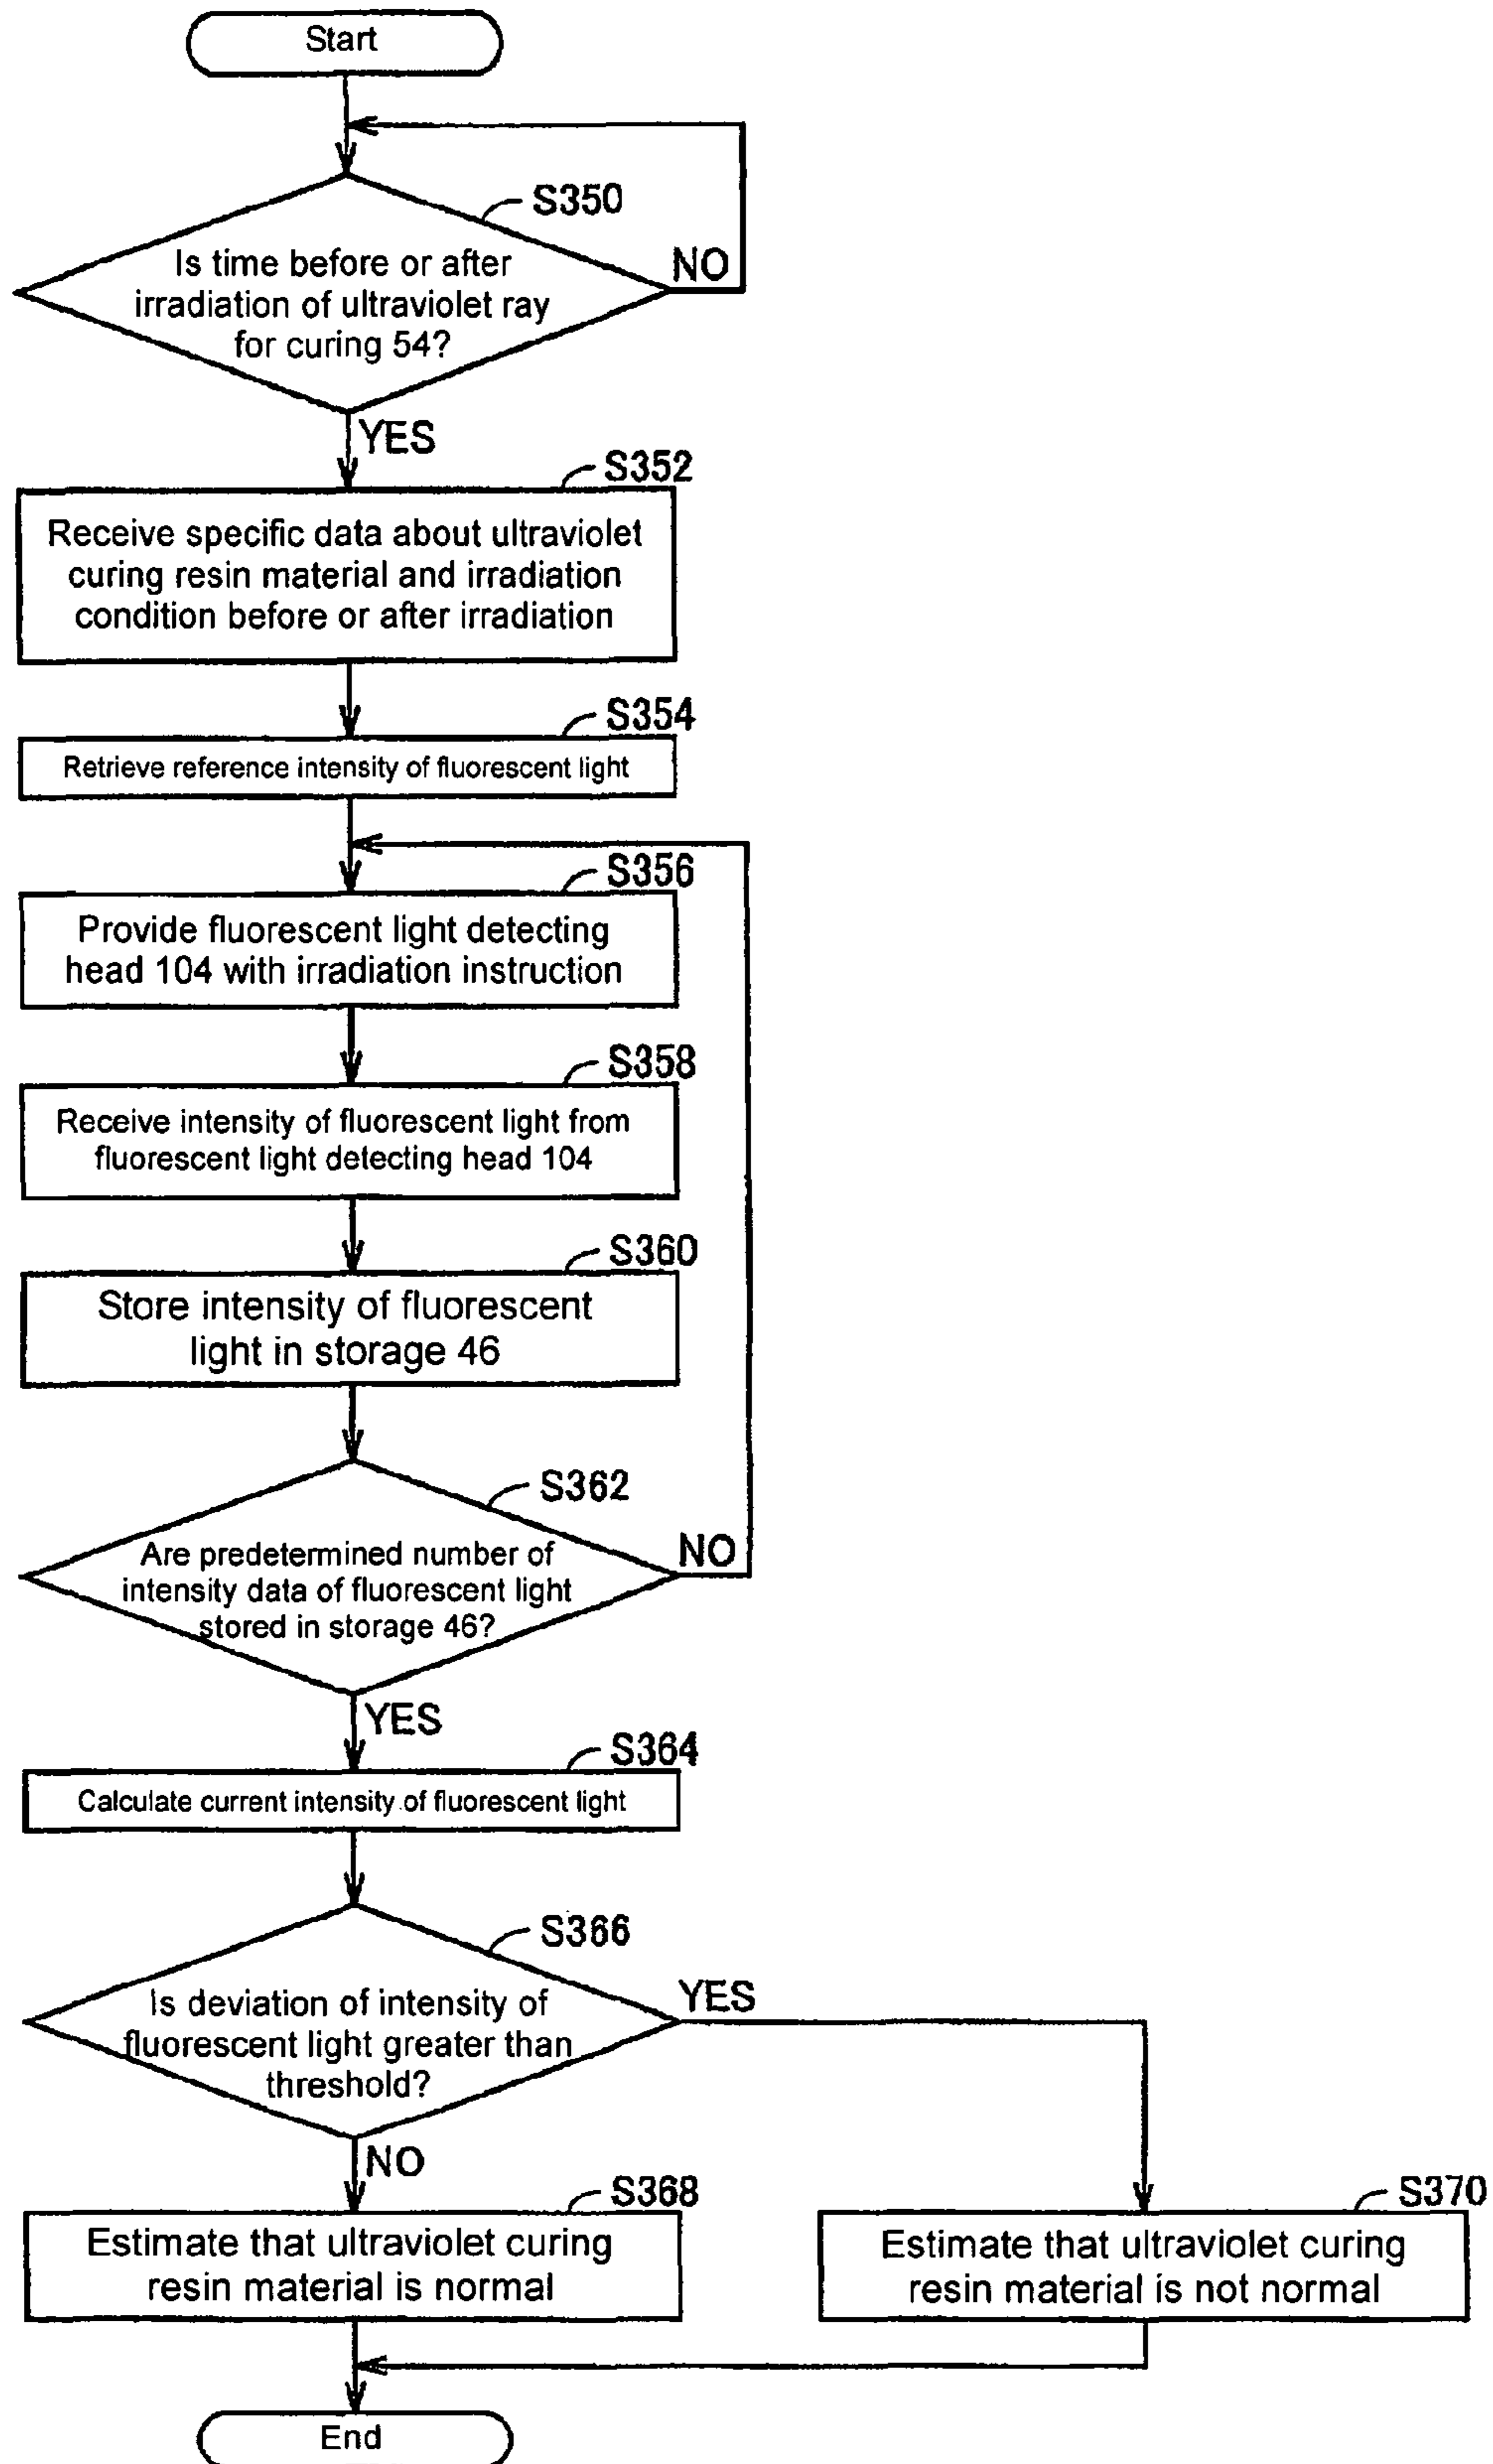 Start
S350
Is time before or after
irradiation of ultraviolet ray
for curing 54?
NO
YES
S352
Receive specific data about ultraviolet
curing resin material and irradiation
condition before or after irradiation
S354
Retrieve reference intensity of fluorescent light
S356
Provide fluorescent light detecting
head 104 with irradiation instruction
S358
Receive intensity of fluorescent light from
fluorescent light detecting head 104
S360
Store intensity of fluorescent
light in storage 46
S362
Are predetermined number of
intensity data of fluorescent light
stored in storage 46?
NO
YES
S364
Calculate current intensity of fluorescent light
S366
Is deviation of intensity of
fluorescent light greater than
threshold?
YES
NO
S368
Estimate that ultraviolet curing
resin material is normal
S370
Estimate that ultraviolet curing
resin material is not normal
End